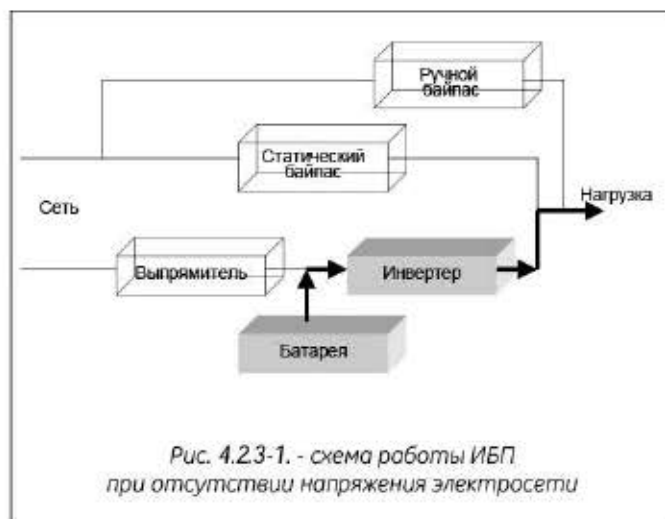 Ручной
байпас
Статический
байпас
Нагрузка
Сеть
Выпрямитель
Инвертер
Батарея
Рис. 4.2.3-1. - схема работы ИБП
при отсутствии напряжения электросети